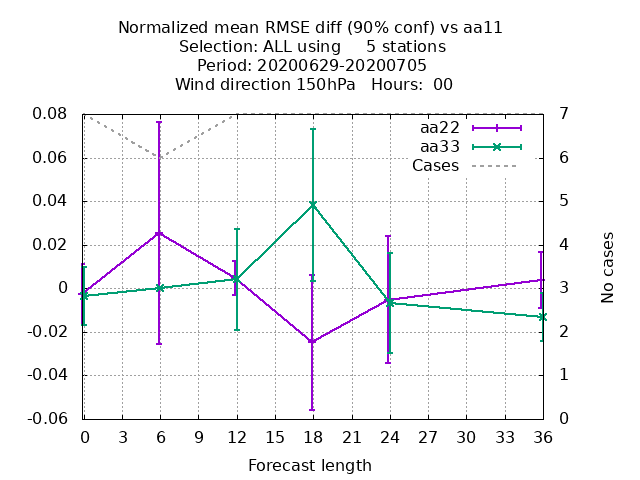 Normalized mean RMSE diff (90% conf) vs aa11
Selection: ALL using     5 stations
Period: 20200629-20200705
Wind direction 150hPa   Hours:  00
0.08
0.06
0.04
0.02
0
-0.02
-0.04
-0.06
aa22
aa33
Cases
7
6
5
4
3
2
1
0
No cases
0 3 6 9 12 15 18 21 24 27 30 33 36
Forecast length